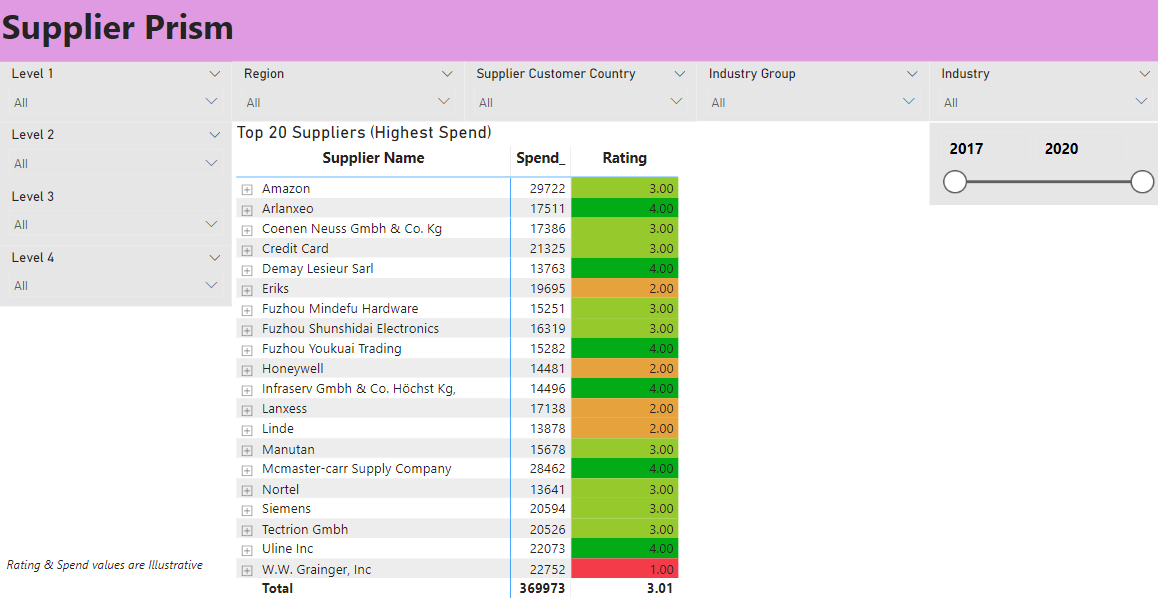 Supplier Prism
Level 1 Region Supplier Customer Country Industry Group Industry
All All All All All
Level 2
All
Level 3
All
Level 4
All
Top 20 Suppliers (Highest Spend)
Supplier Name Spend_ Rating
Amazon 29722 3.00
Arlanxeo 17511 4.00
Coenen Neuss Gmbh & Co. Kg 17386 3.00
Credit Card 21325 3.00
Demay Lesieur Sarl 13763 4.00
Eriks 19695 2.00
Fuzhou Mindefu Hardware 15251 3.00
Fuzhou Shunshidai Electronics 16319 3.00
Fuzhou Youkuai Trading 15282 4.00
Honeywell 14481 2.00
Infraserv Gmbh & Co. Höchst Kg, 14496 4.00
Lanxess 17138 2.00
Linde 13878 2.00
Manutan 15678 3.00
Mcmaster-carr Supply Company 28462 4.00
Nortel 13641 3.00
Siemens 20594 3.00
Tectrion Gmbh 20526 3.00
Uline Inc 22073 4.00
W.W. Grainger, Inc 22752 1.00
Total 369973 3.01
2017 2020
Rating & Spend values are Illustrative